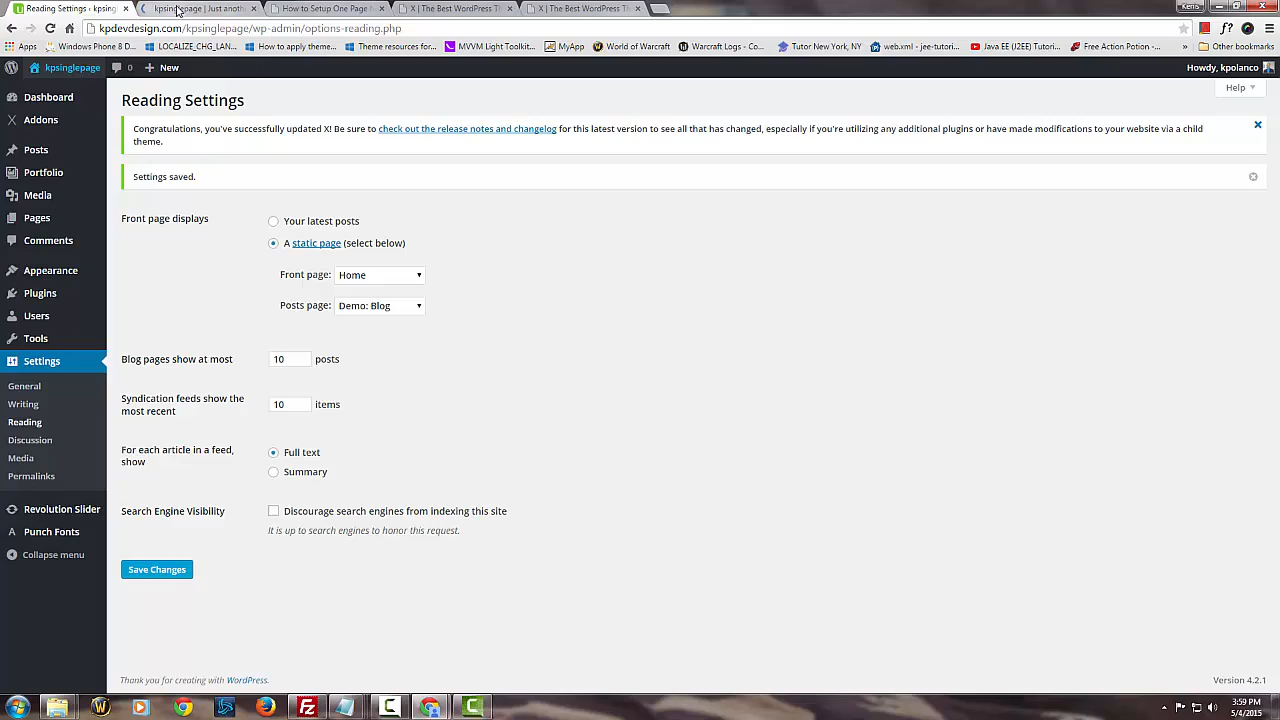 Reading Settings ‹ kpsingl
kpsinglepage | Just anoth
How to Setup One Page N
X | The Best WordPress Th
X | The Best WordPress Th
Kenis
kpdevdesign.com/kpsinglepage/wp-admin/options-reading.php
Apps
Windows Phone 8 D...
LOCALIZE_CHG_LAN...
How to apply theme...
Theme resources for...
MVVM Light Toolkit...
MyApp
World of Warcraft
Warcraft Logs - Co...
Tutor New York, NY
web.xml - jee-tutori...
Java EE (J2EE) Tutori...
Free Action Potion -...
»
Other bookmarks
kpsinglepage
0
+ New
Howdy, kpolanco
Help
Dashboard
Addons
Posts
Portfolio
Media
Pages
Comments
Appearance
Plugins
Users
Tools
Settings
General
Writing
Reading
Discussion
Media
Permalinks
Revolution Slider
Punch Fonts
Collapse menu
Reading Settings
Congratulations, you've successfully updated X! Be sure to check out the release notes and changelog for this latest version to see all that has changed, especially if you're utilizing any additional plugins or have made modifications to your website via a child
theme.
Settings saved.
Front page displays
Your latest posts
A static page (select below)
Front page: Home
Posts page: Demo: Blog
Blog pages show at most 10 posts
Syndication feeds show the
most recent
10 items
For each article in a feed,
show
Full text
Summary
Search Engine Visibility
Discourage search engines from indexing this site
It is up to search engines to honor this request.
Save Changes
Thank you for creating with WordPress.
Version 4.2.1
3:59 PM
5/4/2015